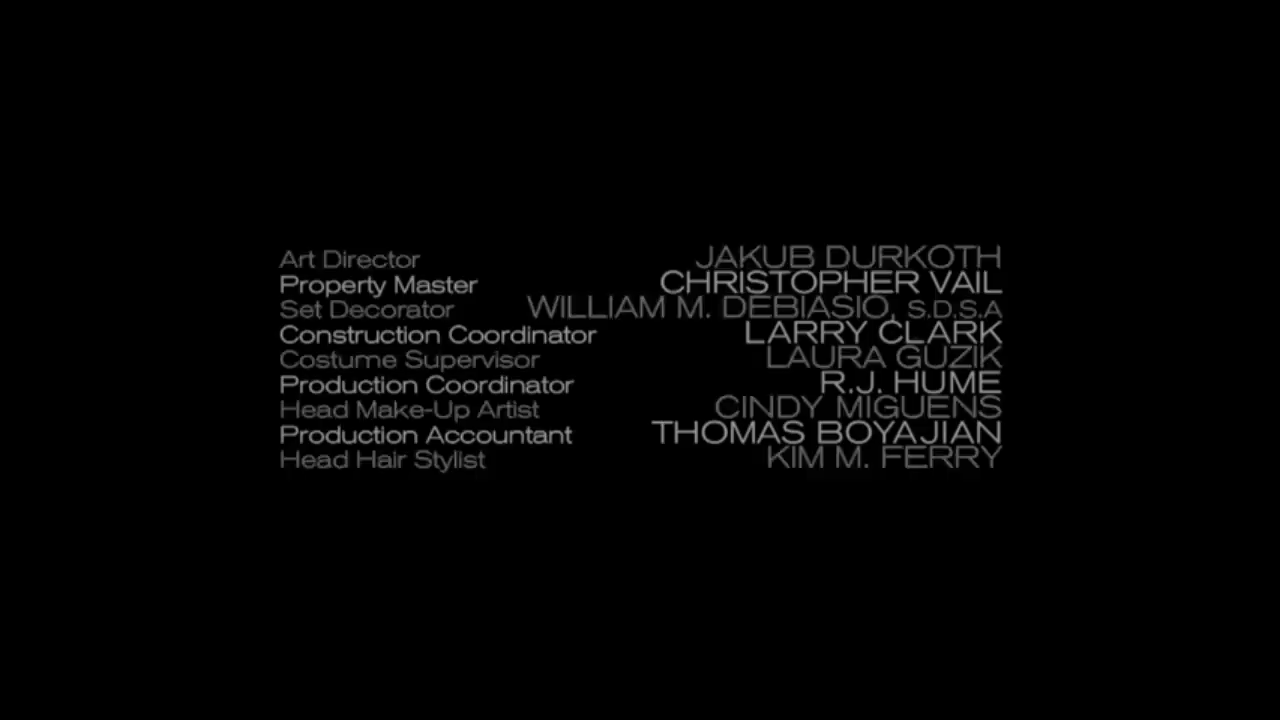 Art Director JAKUB DURKOTH
Property Master CHRISTOPHER VAIL
Set Decorator WILLIAM M. DEBIASIO, S.D.S.A
Construction Coordinator LARRY CLARK
Costume Supervisor LAURA GUZIK
Production Coordinator R.J. HUME
Head Make-Up Artist CINDY MIGUENS
Production Accountant THOMAS BOYAJIAN
Head Hair Stylist KIM M. FERRY